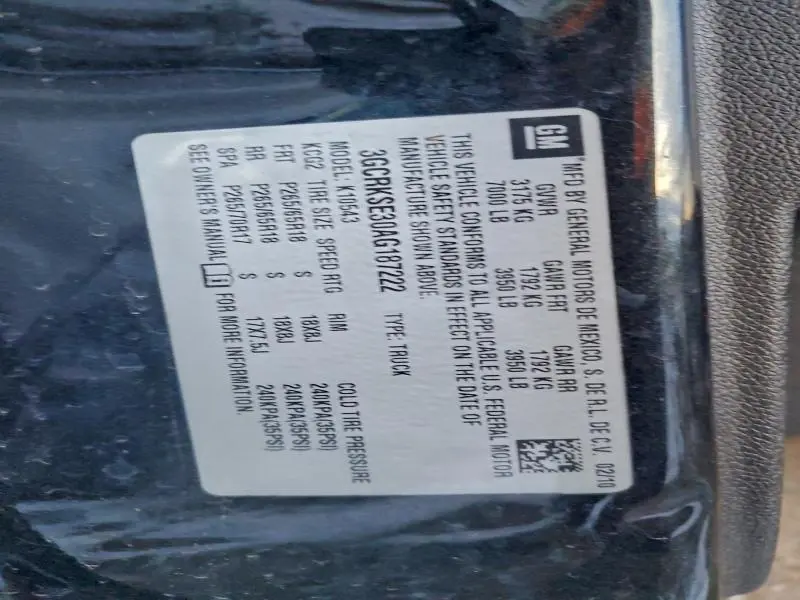 GM
MFD BY GENERAL MOTORS DE MEXICO, S. DE R.L. DE C.V. 02/10
GVWR GAWR FRT GAWR RR
3175 KG 1792 KG 1792 KG
7000 LB 3950 LB 3950 LB
THIS VEHICLE CONFORMS TO ALL APPLICABLE U.S. FEDERAL MOTOR
VEHICLE SAFETY STANDARDS IN EFFECT ON THE DATE OF
MANUFACTURE SHOWN ABOVE.
3GCRKSE30AG187222 TYPE: TRUCK
MODEL: K10543
KCG2 TIRE SIZE SPEED RTG RIM COLD TIRE PRESSURE
FRT P265/65R18 S 18X8J 240KPA(35PSI)
RR P265/65R18 S 18X8J 240KPA(35PSI)
SPA P265/70R17 S 17X7.5J 240KPA(35PSI)
SEE OWNER'S MANUAL FOR MORE INFORMATION.